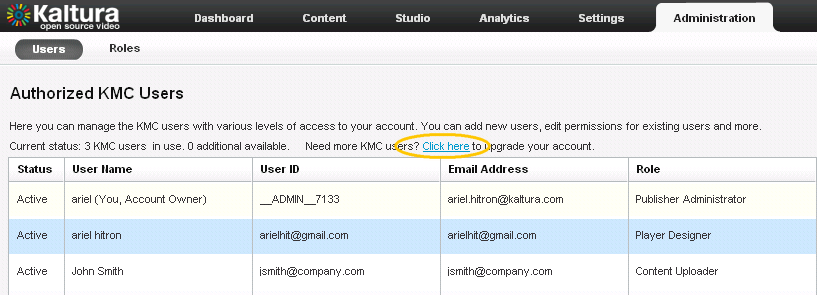 Kaltura
open source video
Dashboard Content Studio Analytics Settings Administration
Users Roles
Authorized KMC Users
Here you can manage the KMC users with various levels of access to your account. You can add new users, edit permissions for existing users and more.
Current status: 3 KMC users in use. 0 additional available. Need more KMC users? Click here to upgrade your account.
Status User Name User ID Email Address Role
Active ariel (You, Account Owner) __ADMIN__7133 ariel.hitron@kaltura.com Publisher Administrator
Active ariel hitron arielhit@gmail.com arielhit@gmail.com Player Designer
Active John Smith jsmith@company.com jsmith@company.com Content Uploader